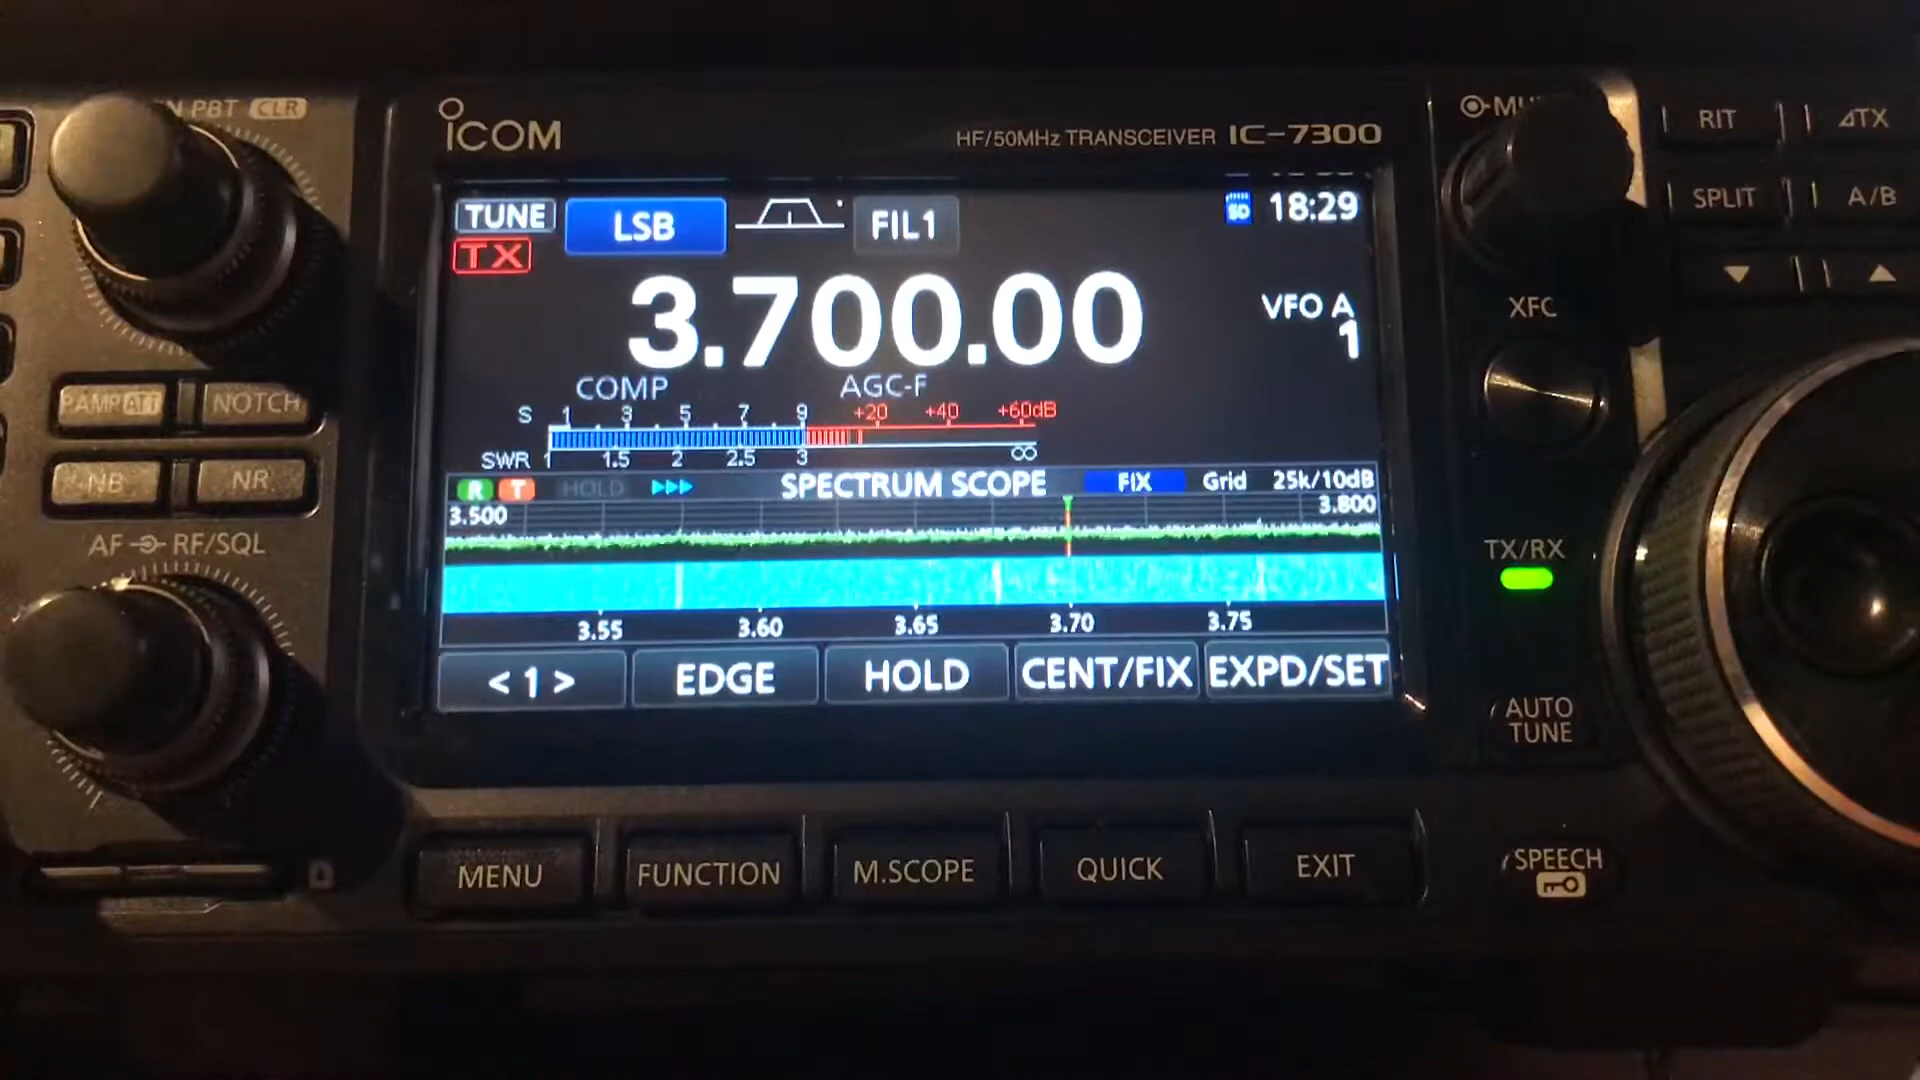 PBT CLR
ICOM
HF/50MHz TRANSCEIVER IC-7300
RIT
⊿TX
SPLIT
A/B
TUNE
LSB
FIL1
SD
18:29
TX
3.700.00
VFO A
1
XFC
COMP
AGC-F
S 1 3 5 7 9 +20 +40 +60dB
SWR 1 1.5 2 2.5 3 ∞
P.AMP ATT
NOTCH
NB
NR
R T HOLD SPECTRUM SCOPE FIX Grid 25k/10dB
3.500
3.800
3.55 3.60 3.65 3.70 3.75
AF RF/SQL
TX/RX
< 1 >
EDGE
HOLD
CENT/FIX
EXPD/SET
AUTO
TUNE
MENU
FUNCTION
M.SCOPE
QUICK
EXIT
SPEECH